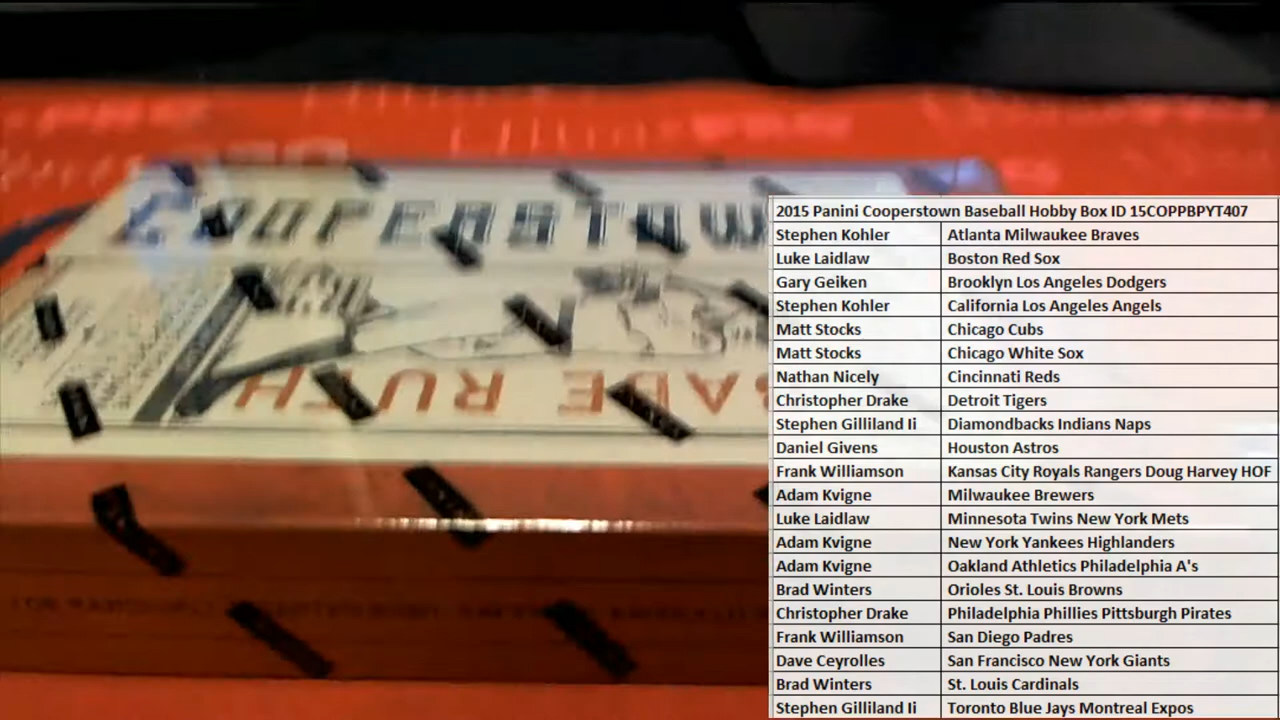 COOPERSTOW
BABE RUTH
2015 Panini Cooperstown Baseball Hobby Box ID 15COPPBPYT407
Stephen Kohler Atlanta Milwaukee Braves
Luke Laidlaw Boston Red Sox
Gary Geiken Brooklyn Los Angeles Dodgers
Stephen Kohler California Los Angeles Angels
Matt Stocks Chicago Cubs
Matt Stocks Chicago White Sox
Nathan Nicely Cincinnati Reds
Christopher Drake Detroit Tigers
Stephen Gilliland Ii Diamondbacks Indians Naps
Daniel Givens Houston Astros
Frank Williamson Kansas City Royals Rangers Doug Harvey HOF
Adam Kvigne Milwaukee Brewers
Luke Laidlaw Minnesota Twins New York Mets
Adam Kvigne New York Yankees Highlanders
Adam Kvigne Oakland Athletics Philadelphia A's
Brad Winters Orioles St. Louis Browns
Christopher Drake Philadelphia Phillies Pittsburgh Pirates
Frank Williamson San Diego Padres
Dave Ceyrolles San Francisco New York Giants
Brad Winters St. Louis Cardinals
Stephen Gilliland Ii Toronto Blue Jays Montreal Expos